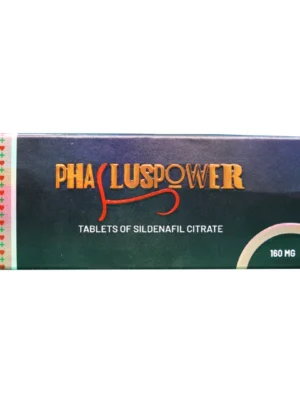 PHALLUSPOWER
TABLETS OF SILDENAFIL CITRATE
160 MG